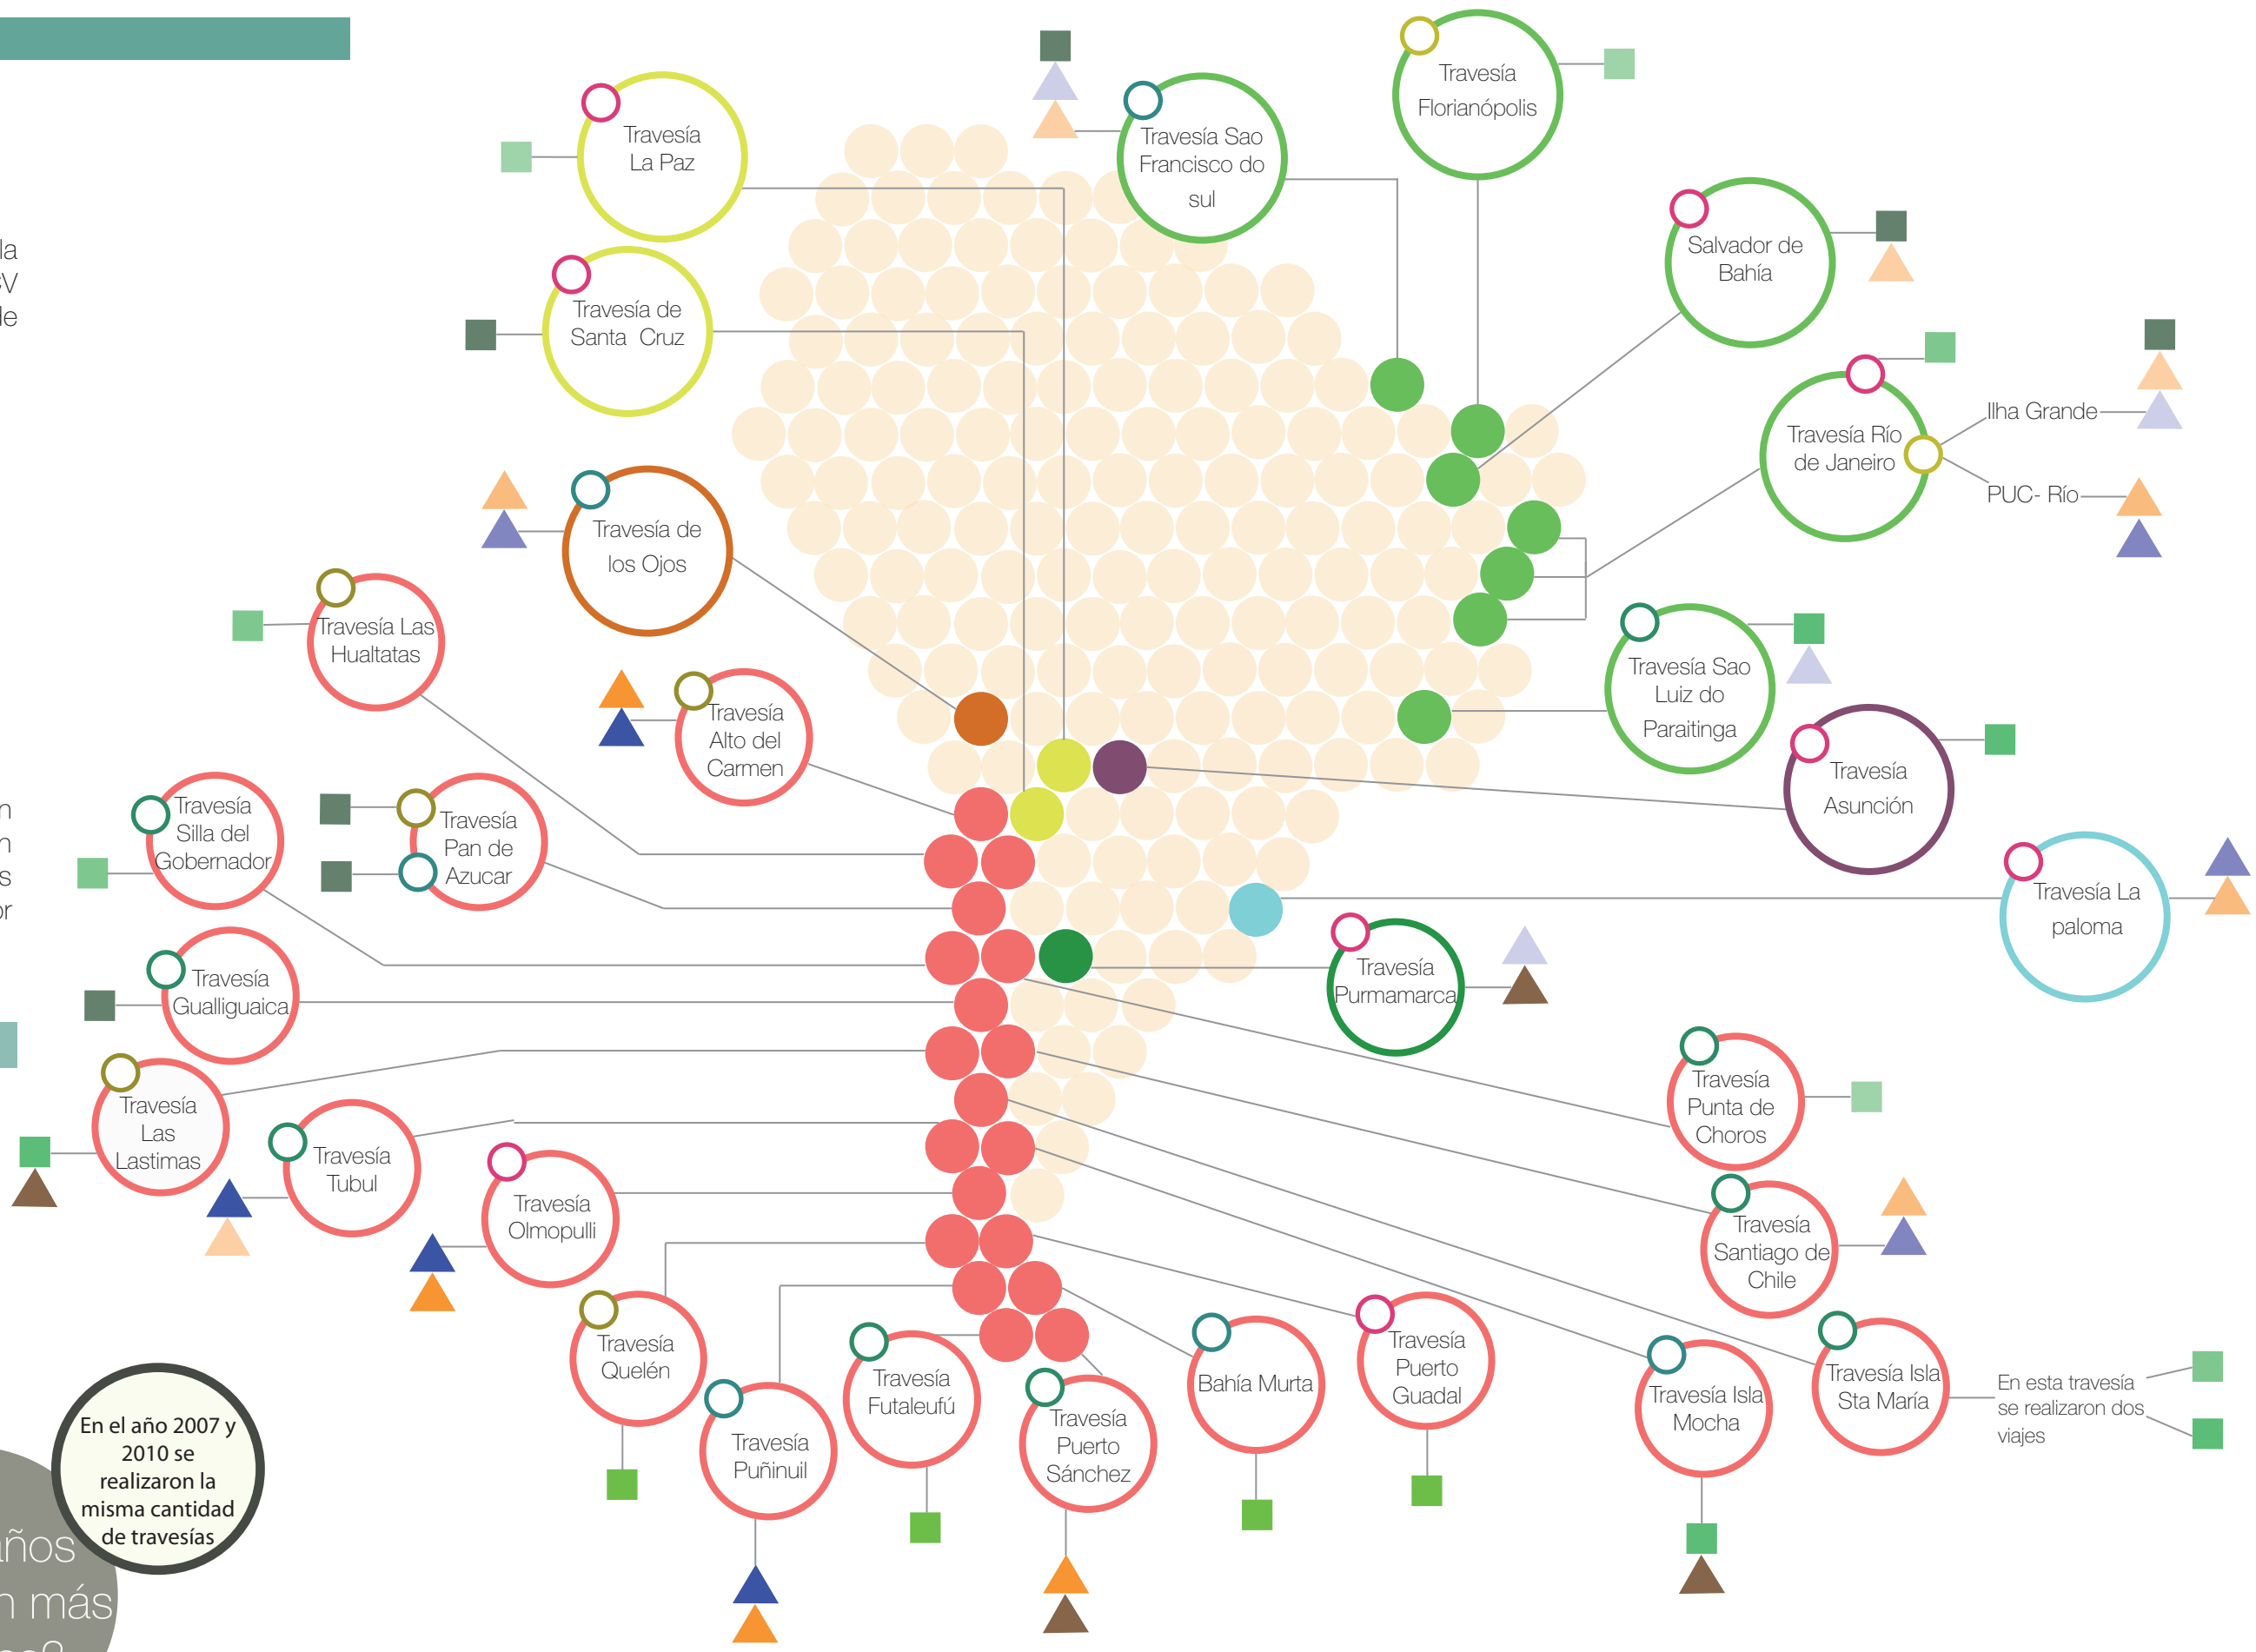 Travesía
La Paz
Travesía Sao
Francisco do
sul
Travesía
Florianópolis
Salvador de
Bahía
Travesía de
Santa Cruz
la
de
Travesía Río
de Janeiro
Ilha Grande
PUC- Río
Travesía de
los Ojos
Travesía Las
Hualtatas
Travesía
Alto del
Carmen
Travesía Sao
Luiz do
Paraitinga
Travesía
Asunción
Travesía
Silla del
Gobernador
Travesía
Pan de
Azucar
n
n
s
or
Travesía La
paloma
Travesía
Gualliguaica
Travesía
Purmamarca
Travesía
Las
Lastimas
Travesía
Tubul
Travesía
Olmopulli
Travesía
Punta de
Choros
Travesía
Santiago de
Chile
Travesía
Quelén
Travesía
Puñinuil
Travesía
Futaleufú
Travesía
Puerto
Sánchez
Bahía Murta
Travesía
Puerto
Guadal
Travesía Isla
Mocha
Travesía Isla
Sta María
En esta travesía
se realizaron dos
viajes
En el año 2007 y
2010 se
realizaron la
misma cantidad
de travesías
años
n más